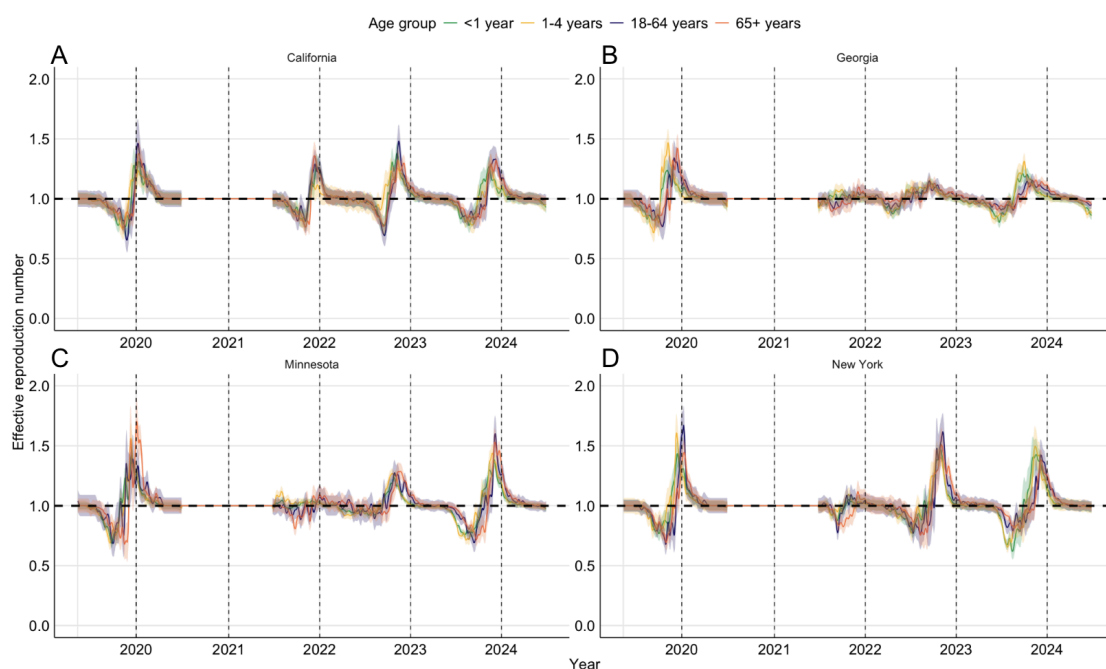 Age group <1 year 1-4 years 18-64 years 65+ years
A
California
2.0
1.5
1.0
0.5
0.0
2020 2021 2022 2023 2024
B
Georgia
2.0
1.5
1.0
0.5
0.0
2020 2021 2022 2023 2024
Effective reproduction number
C
Minnesota
2.0
1.5
1.0
0.5
0.0
2020 2021 2022 2023 2024
D
New York
2.0
1.5
1.0
0.5
0.0
2020 2021 2022 2023 2024
Year